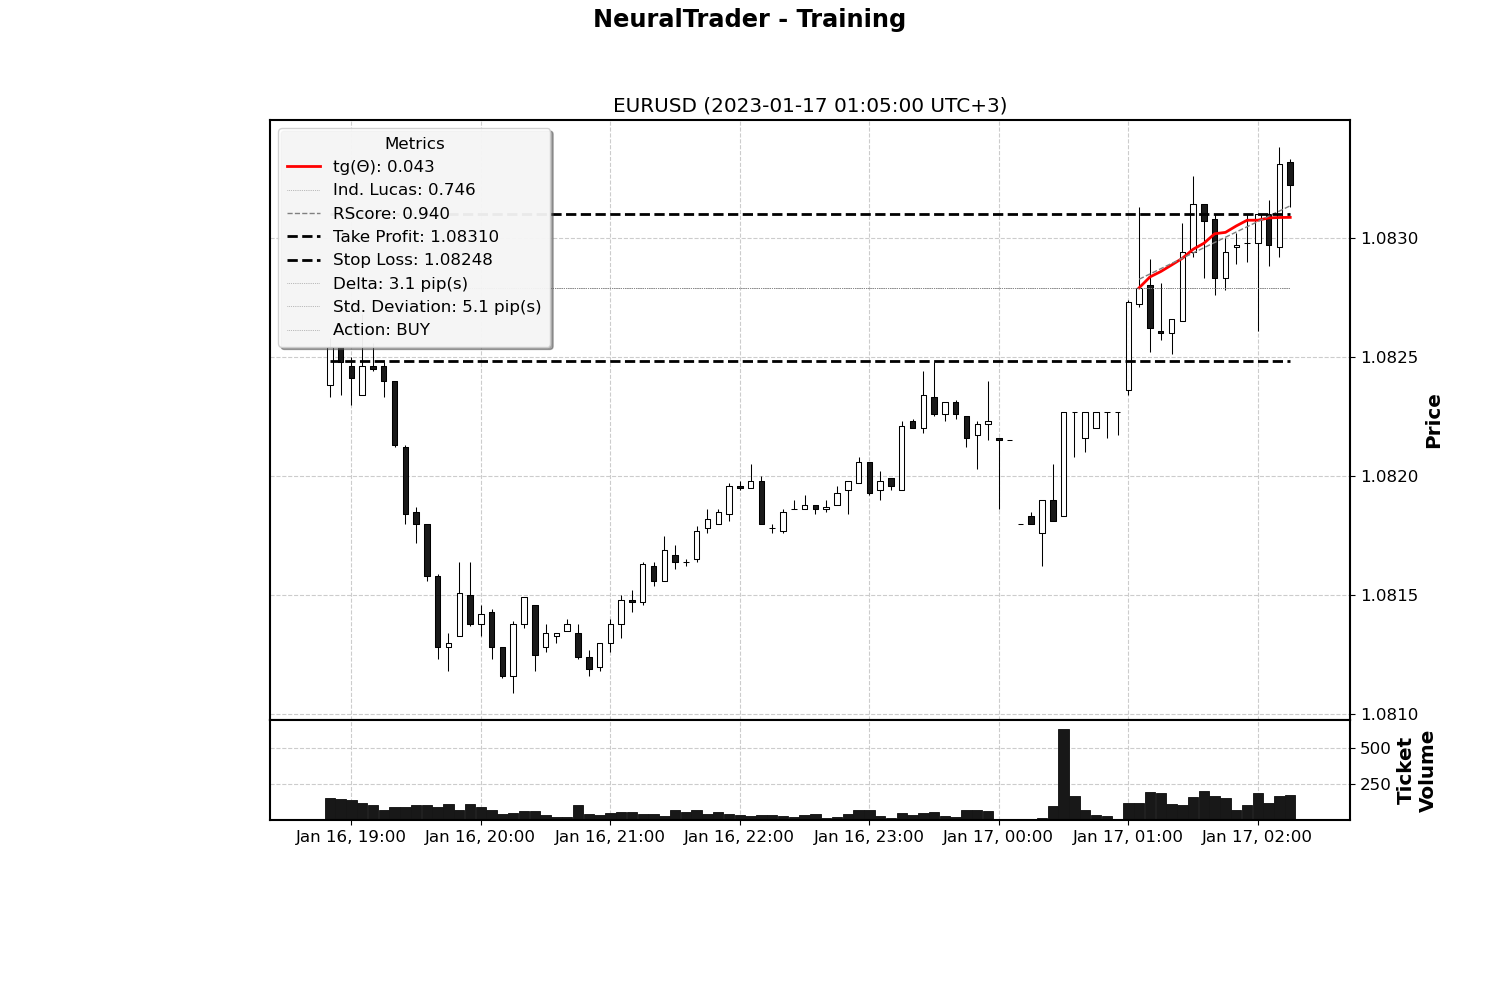 NeuralTrader - Training
EURUSD (2023-01-17 01:05:00 UTC+3)
Metrics
tg(Θ): 0.043
Ind. Lucas: 0.746
RScore: 0.940
Take Profit: 1.08310
Stop Loss: 1.08248
Delta: 3.1 pip(s)
Std. Deviation: 5.1 pip(s)
Action: BUY
1.0830
1.0825
1.0820
1.0815
1.0810
Price
500
250
Ticket
Volume
Jan 16, 19:00
Jan 16, 20:00
Jan 16, 21:00
Jan 16, 22:00
Jan 16, 23:00
Jan 17, 00:00
Jan 17, 01:00
Jan 17, 02:00